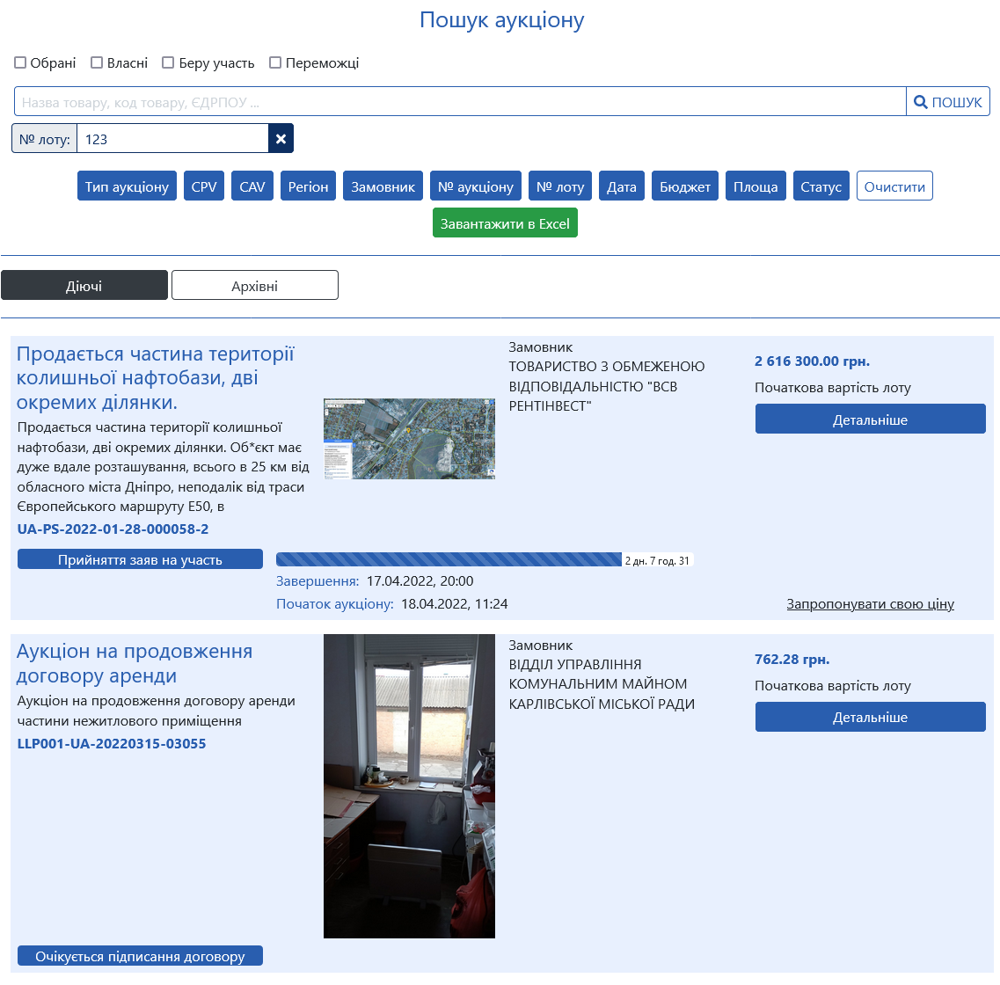 Пошук аукціону
Обрані Власні Беру участь Переможці
Назва товару, код товару, ЄДРПОУ ... ПОШУК
№ лоту: 123
Тип аукціону CPV CAV Регіон Замовник № аукціону № лоту Дата Бюджет Площа Статус Очистити
Завантажити в Excel
Діючі Архівні
Продається частина території
колишньої нафтобази, дві
окремих ділянки.
Продається частина території колишньої
нафтобази, дві окремих ділянки. Об*єкт має
дуже вдале розташування, всього в 25 км від
обласного міста Дніпро, неподалік від траси
Європейського маршруту E50, в
UA-PS-2022-01-28-000058-2
Замовник
ТОВАРИСТВО З ОБМЕЖЕНОЮ
ВІДПОВІДАЛЬНІСТЮ "ВСВ
РЕНТІНВЕСТ"
2 616 300.00 грн.
Початкова вартість лоту
Детальніше
Прийняття заяв на участь
2 дн. 7 год. 31
Завершення: 17.04.2022, 20:00
Початок аукціону: 18.04.2022, 11:24
Запропонувати свою ціну
Аукціон на продовження
договору аренди
Аукціон на продовження договору аренди
частини нежитлового приміщення
LLP001-UA-20220315-03055
Замовник
ВІДДІЛ УПРАВЛІННЯ
КОМУНАЛЬНИМ МАЙНОМ
КАРЛІВСЬКОЇ МІСЬКОЇ РАДИ
762.28 грн.
Початкова вартість лоту
Детальніше
Очікується підписання договору